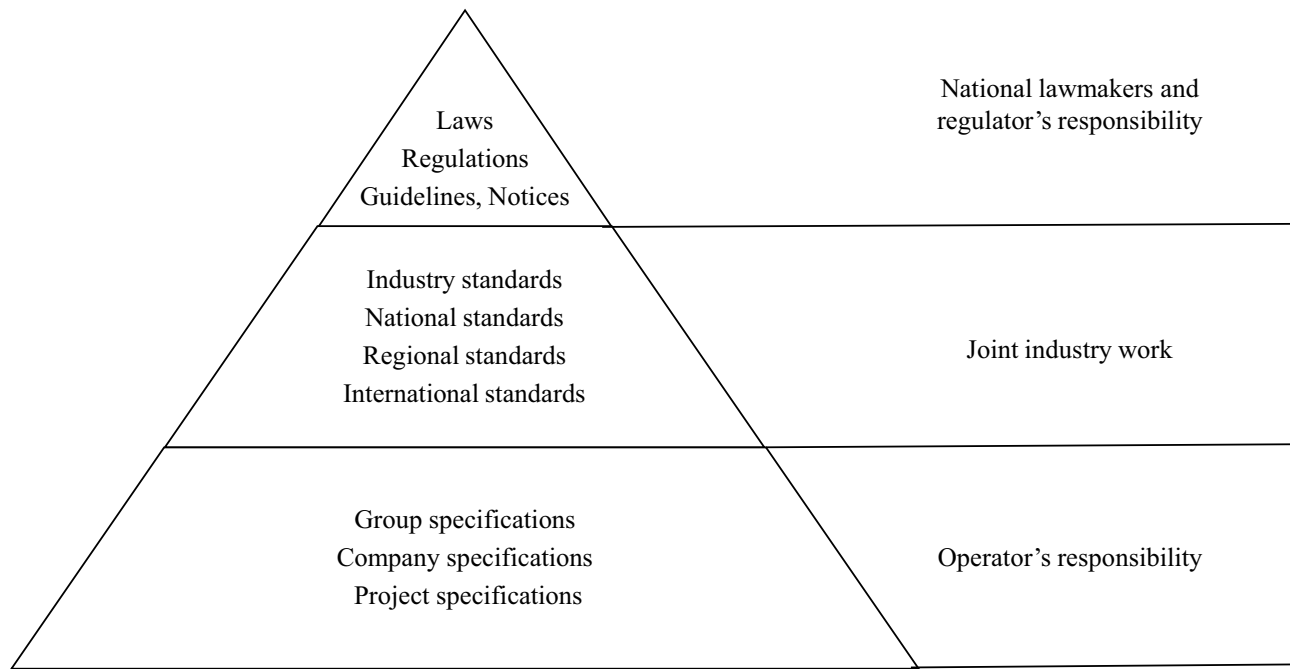 Laws
Regulations
Guidelines, Notices
National lawmakers and
regulator’s responsibility
Industry standards
National standards
Regional standards
International standards
Joint industry work
Group specifications
Company specifications
Project specifications
Operator’s responsibility